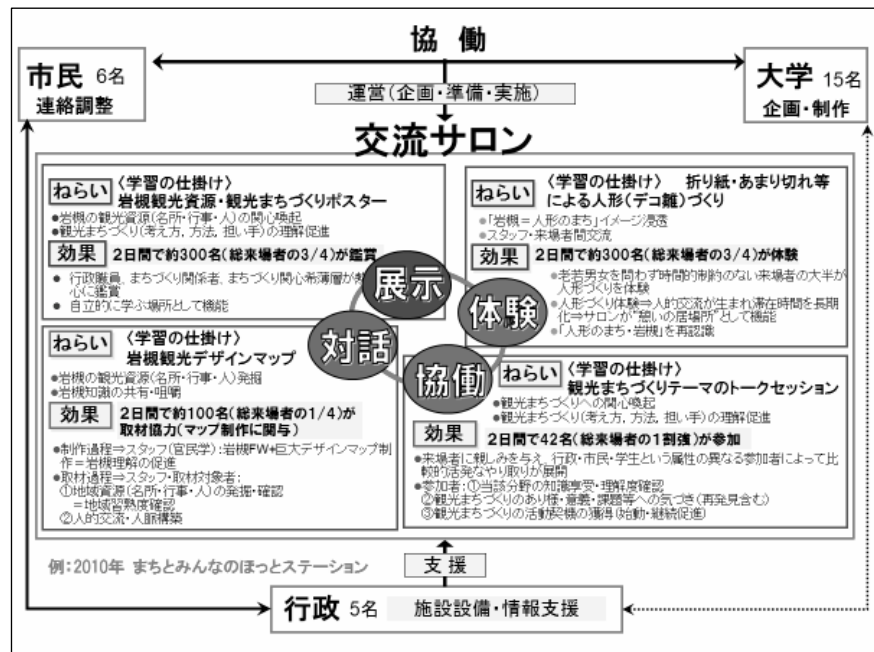 協 働
市民 6名
連絡調整
大学 15名
企画・制作
運営(企画・準備・実施)
交流サロン
ねらい
〈学習の仕掛け〉
岩槻観光資源・観光まちづくりポスター
●岩槻の観光資源(名所・行事・人)の関心喚起
●観光まちづくり(考え方、方法、担い手)の理解促進
効果
2日間で約300名(総来場者の3/4)が鑑賞
● 行政職員、まちづくり関係者、まちづくり関心希薄層が
心に鑑賞
● 自立的に学ぶ場所として機能
ねらい
〈学習の仕掛け〉 折り紙・あまり切れ等
による人形(デコ雛)づくり
●「岩槻=人形のまち」イメージ浸透
●スタッフ・来場者間交流
効果
2日間で約300名(総来場者の3/4)が体験
●老若男女を問わず時間的制約のない来場者の大半が
人形づくりを体験
●人形づくり体験⇒人的交流が生まれ滞在時間を長期
化⇒サロンが“憩いの居場所”として機能
●「人形のまち・岩槻」を再認識
展示
体験
対話
協働
ねらい
〈学習の仕掛け〉
岩槻観光デザインマップ
●岩槻の観光資源(名所・行事・人)発掘
●岩槻知識の共有・咀嚼
効果
2日間で約100名(総来場者の1/4)が
取材協力(マップ制作に関与)
●制作過程⇒スタッフ(官民学):岩槻FW+巨大デザインマップ制
作=岩槻理解の促進
●取材過程⇒スタッフ・取材対象者:
①地域資源(名所・行事・人)の発掘・確認
=地域習熟度確認
②人的交流・人脈構築
ねらい
〈学習の仕掛け〉
観光まちづくりテーマのトークセッション
●観光まちづくりへの関心喚起
●観光まちづくり(考え方、方法、担い手)の理解促進
効果
2日間で42名(総来場者の1割強)が参加
●来場者に親しみを与え、行政・市民・学生という属性の異なる参加者によって比
較的活発なやり取りが展開
●参加者:①当該分野の知識享受・理解度確認
②観光まちづくりのあり様・意義・課題等への気づき(再発見含む)
③観光まちづくりの活動契機の獲得(始動・継続促進)
例:2010年 まちとみんなのほっとステーション
支 援
行政 5名 施設設備・情報支援